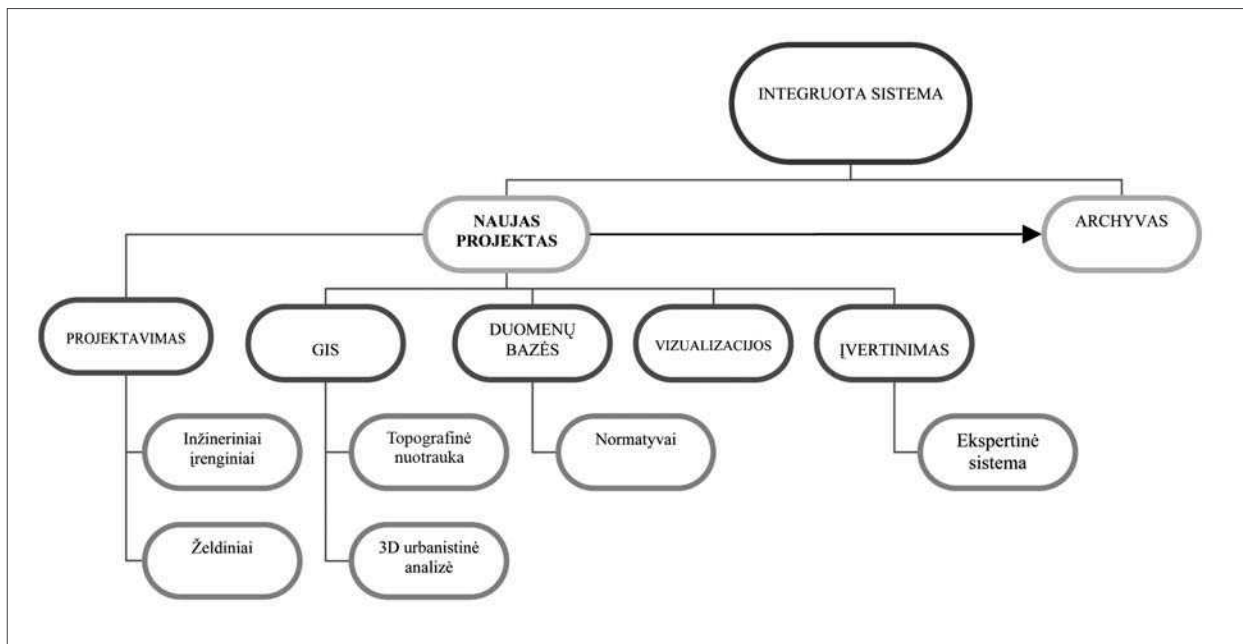 INTEGRUOTA SISTEMA
NAUJAS
PROJEKTAS
ARCHYVAS
PROJEKTAVIMAS
GIS
DUOMENŲ
BAZĖS
VIZUALIZACIJOS
ĮVERTINIMAS
Inžineriniai
įrenginiai
Topografinė
nuotrauka
Normatyvai
Ekspertinė
sistema
Želdiniai
3D urbanistinė
analizė